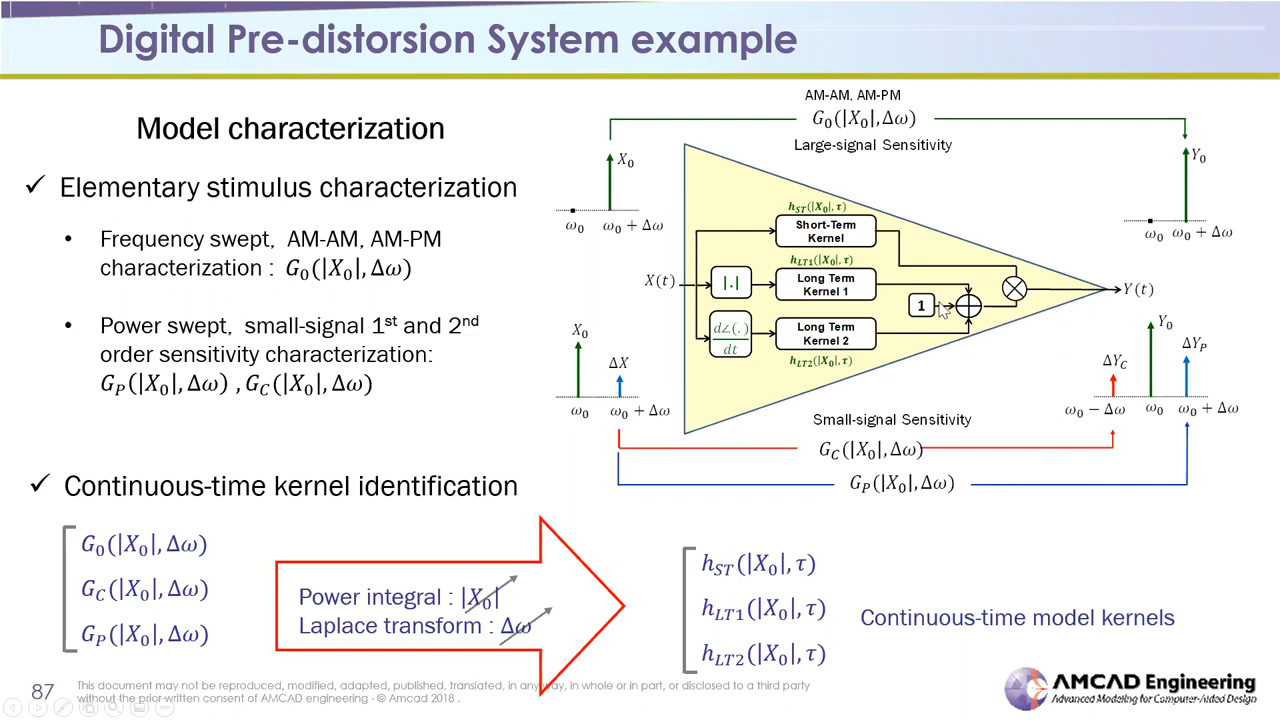 Digital Pre-distorsion System example
Model characterization
✓ Elementary stimulus characterization
• Frequency swept, AM-AM, AM-PM
characterization : G₀(|X₀|, Δω)
• Power swept, small-signal 1st and 2nd
order sensitivity characterization:
G_P(|X₀|, Δω) , G_C(|X₀|, Δω)
AM-AM, AM-PM
G₀(|X₀|, Δω)
Large-signal Sensitivity
X₀
ω₀ ω₀ + Δω
Y₀
ω₀ ω₀ + Δω
h_ST(|X₀|, τ)
Short-Term
Kernel
h_LT1(|X₀|, τ)
X(t)
|.|
Long Term
Kernel 1
1
Y(t)
d∠(.)
dt
Long Term
Kernel 2
h_LT2(|X₀|, τ)
X₀
ΔX
ω₀ ω₀ + Δω
Y₀
ΔY_P
ΔY_C
ω₀ − Δω ω₀ ω₀ + Δω
Small-signal Sensitivity
G_C(|X₀|, Δω)
G_P(|X₀|, Δω)
✓ Continuous-time kernel identification
G₀(|X₀|, Δω)
G_C(|X₀|, Δω)
G_P(|X₀|, Δω)
Power integral : |X₀|
Laplace transform : Δω
h_ST(|X₀|, τ)
h_LT1(|X₀|, τ)
h_LT2(|X₀|, τ)
Continuous-time model kernels
87
This document may not be reproduced, modified, adapted, published, translated, in any way, in whole or in part, or disclosed to a third party
without the prior written consent of AMCAD engineering - © Amcad 2018 .
AMCAD Engineering
Advanced Modeling for Computer-Aided Design